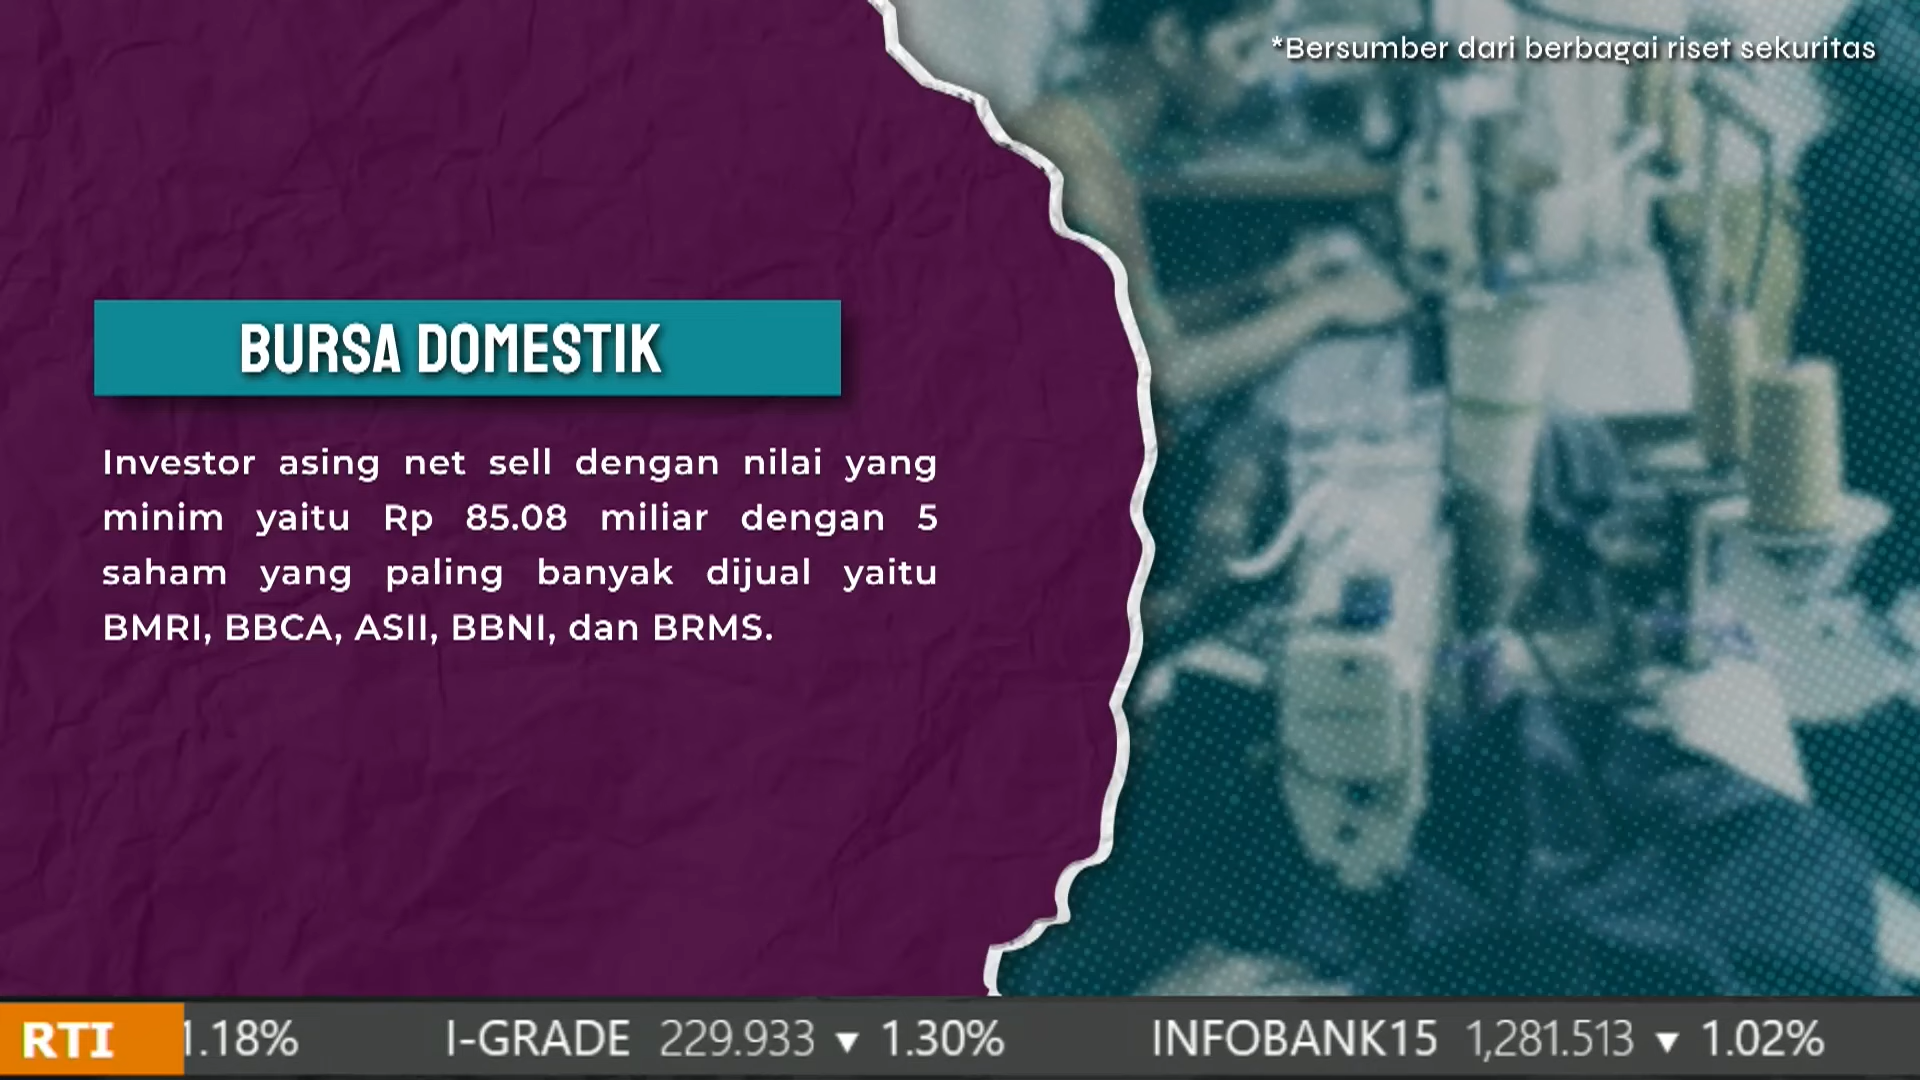 *Bersumber dari berbagai riset sekuritas
BURSA DOMESTIK
Investor asing net sell dengan nilai yang
minim yaitu Rp 85.08 miliar dengan 5
saham yang paling banyak dijual yaitu
BMRI, BBCA, ASII, BBNI, dan BRMS.
RTI 1.18% I-GRADE 229.933 ▼ 1.30% INFOBANK15 1,281.513 ▼ 1.02%